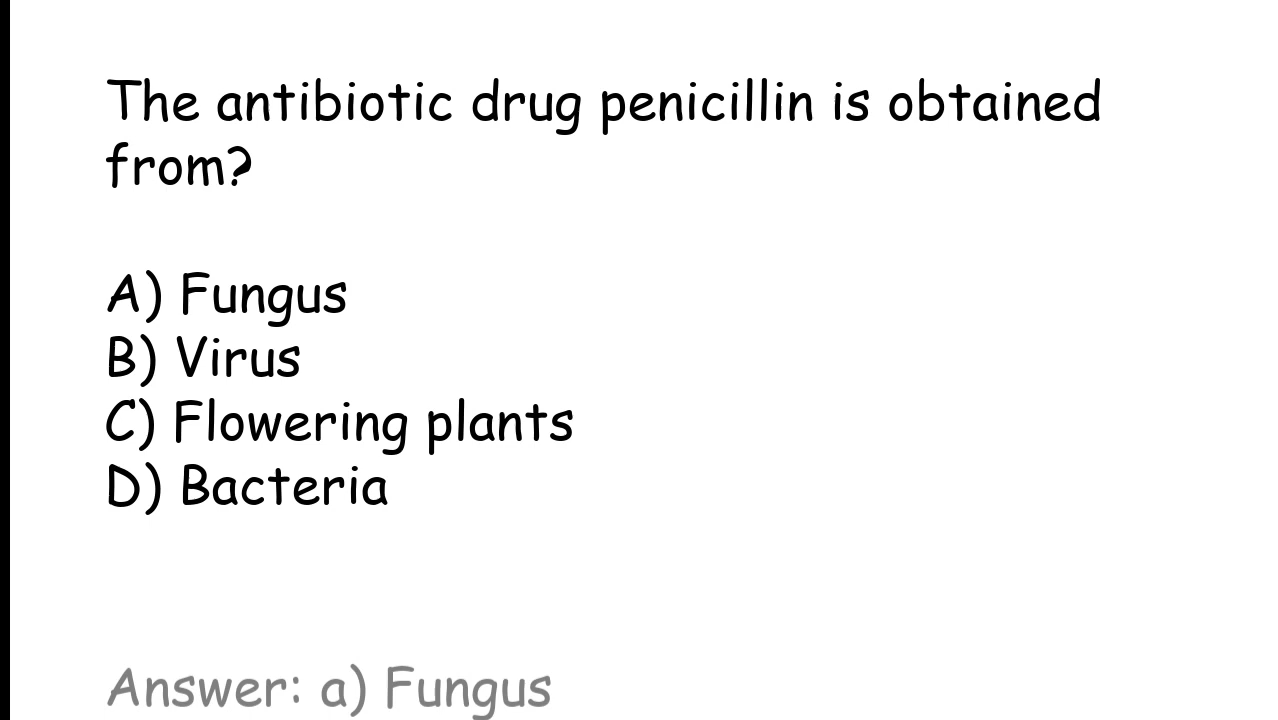 The antibiotic drug penicillin is obtained
from?
A) Fungus
B) Virus
C) Flowering plants
D) Bacteria
Answer: a) Fungus